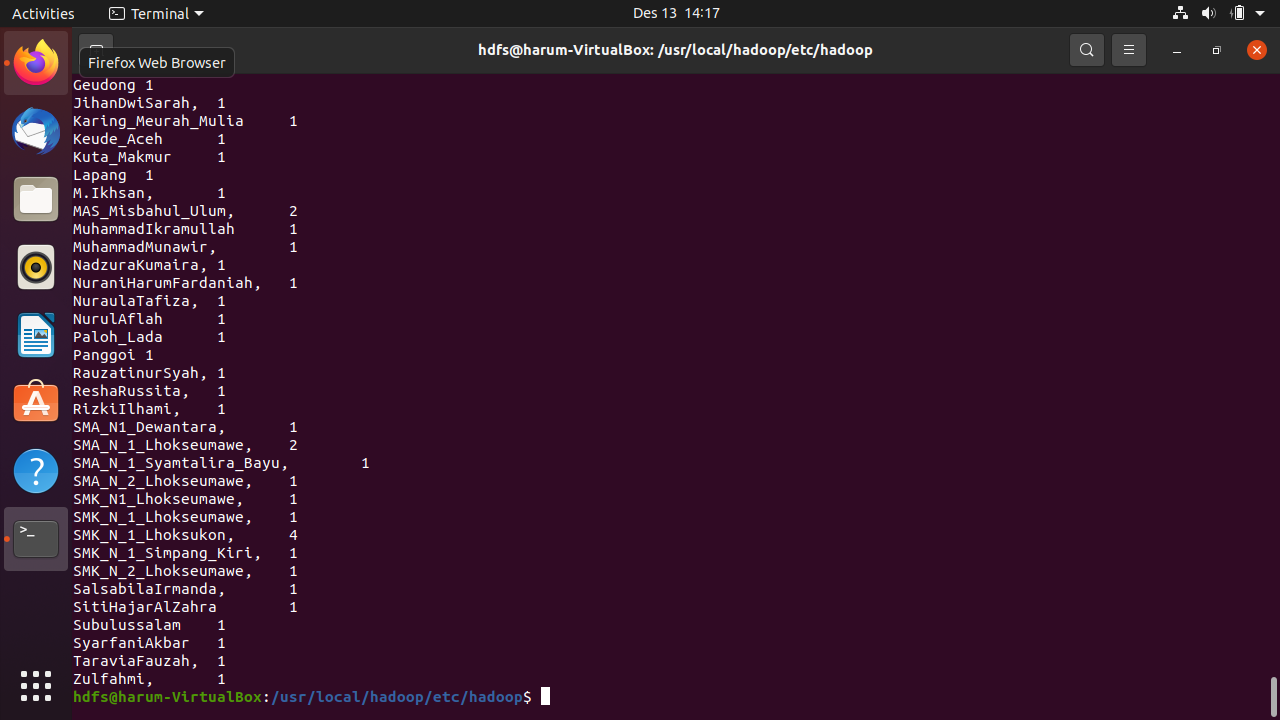 Activities Terminal Des 13 14:17
hdfs@harum-VirtualBox: /usr/local/hadoop/etc/hadoop
Firefox Web Browser
Geudong 1
JihanDwiSarah, 1
Karing_Meurah_Mulia 1
Keude_Aceh 1
Kuta_Makmur 1
Lapang 1
M.Ikhsan, 1
MAS_Misbahul_Ulum, 2
MuhammadIkramullah 1
MuhammadMunawir, 1
NadzuraKumaira, 1
NuraniHarumFardaniah, 1
NuraulaTafiza, 1
NurulAflah 1
Paloh_Lada 1
Panggoi 1
RauzatinurSyah, 1
ReshaRussita, 1
RizkiIlhami, 1
SMA_N1_Dewantara, 1
SMA_N_1_Lhokseumawe, 2
SMA_N_1_Syamtalira_Bayu, 1
SMA_N_2_Lhokseumawe, 1
SMK_N1_Lhokseumawe, 1
SMK_N_1_Lhokseumawe, 1
SMK_N_1_Lhoksukon, 4
SMK_N_1_Simpang_Kiri, 1
SMK_N_2_Lhokseumawe, 1
SalsabilaIrmanda, 1
SitiHajarAlZahra 1
Subulussalam 1
SyarfaniAkbar 1
TaraviaFauzah, 1
Zulfahmi, 1
hdfs@harum-VirtualBox:/usr/local/hadoop/etc/hadoop$